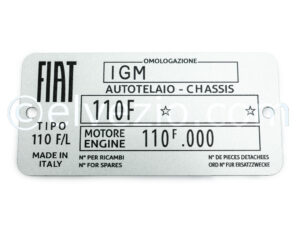 FIAT
OMOLOGAZIONE
IGM
AUTOTELAIO - CHASSIS
110F ☆ ☆
TIPO
110 F/L
MOTORE
ENGINE
110F.000
MADE IN
ITALY
N° PER RICAMBI
N° FOR SPARES
N° DE PIECES DETACHEES
ORD N° FUR ERSATZZWECKE